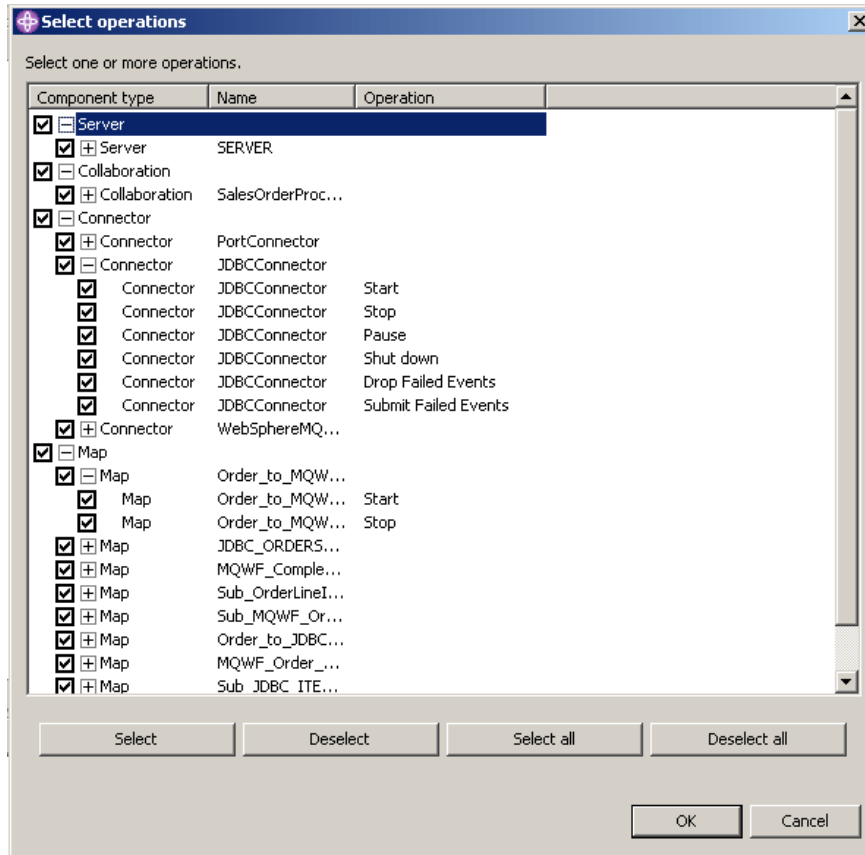 Select operations
Select one or more operations.
Component type Name Operation
Server
Server SERVER
Collaboration
Collaboration SalesOrderProc...
Connector
Connector PortConnector
Connector JDBCConnector
Connector JDBCConnector Start
Connector JDBCConnector Stop
Connector JDBCConnector Pause
Connector JDBCConnector Shut down
Connector JDBCConnector Drop Failed Events
Connector JDBCConnector Submit Failed Events
Connector WebSphereMQ...
Map
Map Order_to_MQW...
Map Order_to_MQW... Start
Map Order_to_MQW... Stop
Map JDBC_ORDERS...
Map MQWF_Comple...
Map Sub_OrderLineI...
Map Sub_MQWF_Or...
Map Order_to_JDBC...
Map MQWF_Order_...
Map Sub_JDBC_ITE...
Select Deselect Select all Deselect all
OK Cancel